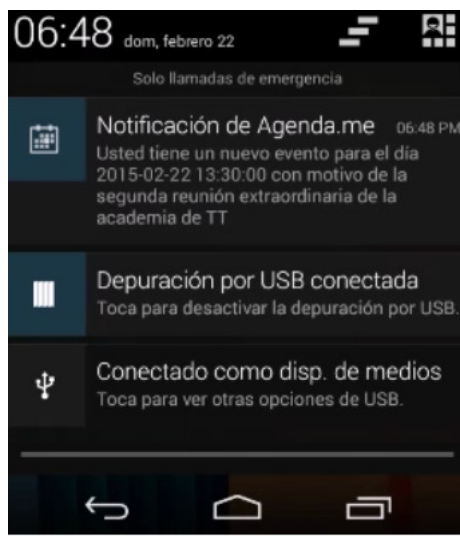 06:48 dom, febrero 22
Solo llamadas de emergencia
Notificación de Agenda.me 06:48 PM
Usted tiene un nuevo evento para el día
2015-02-22 13:30:00 con motivo de la
segunda reunión extraordinaria de la
academia de TT
Depuración por USB conectada
Toca para desactivar la depuración por USB.
Conectado como disp. de medios
Toca para ver otras opciones de USB.